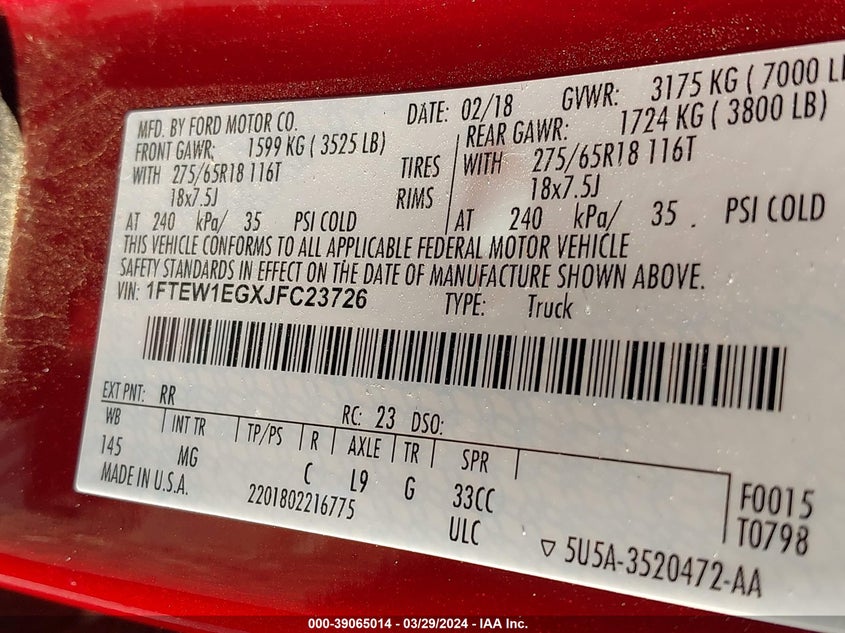 MFD. BY FORD MOTOR CO.
DATE: 02/18 GVWR: 3175 KG ( 7000 L
FRONT GAWR: 1599 KG ( 3525 LB)
REAR GAWR: 1724 KG ( 3800 LB)
WITH 275/65R18 116T TIRES WITH 275/65R18 116T
18x7.5J RIMS 18x7.5J
AT 240 kPa/ 35 PSI COLD AT 240 kPa/ 35 . PSI COLD
THIS VEHICLE CONFORMS TO ALL APPLICABLE FEDERAL MOTOR VEHICLE
SAFETY STANDARDS IN EFFECT ON THE DATE OF MANUFACTURE SHOWN ABOVE.
VIN: 1FTEW1EGXJFC23726 TYPE: Truck
EXT PNT: RR RC: 23 DSO:
WB INT TR TP/PS R AXLE TR SPR
145 MG C L9 G 33CC
MADE IN U.S.A. 2201802216775 ULC
F0015
T0798
5U5A-3520472-AA
000-39065014 - 03/29/2024 - IAA Inc.